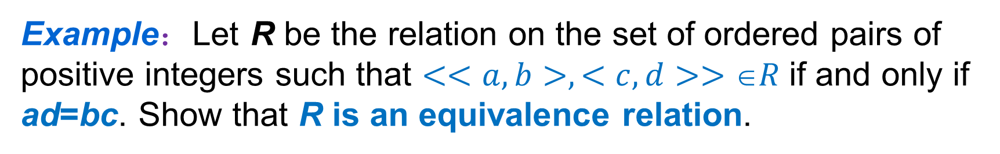 Example：Let R be the relation on the set of ordered pairs of
positive integers such that << a, b >, < c, d >> ∈R if and only if
ad=bc. Show that R is an equivalence relation.